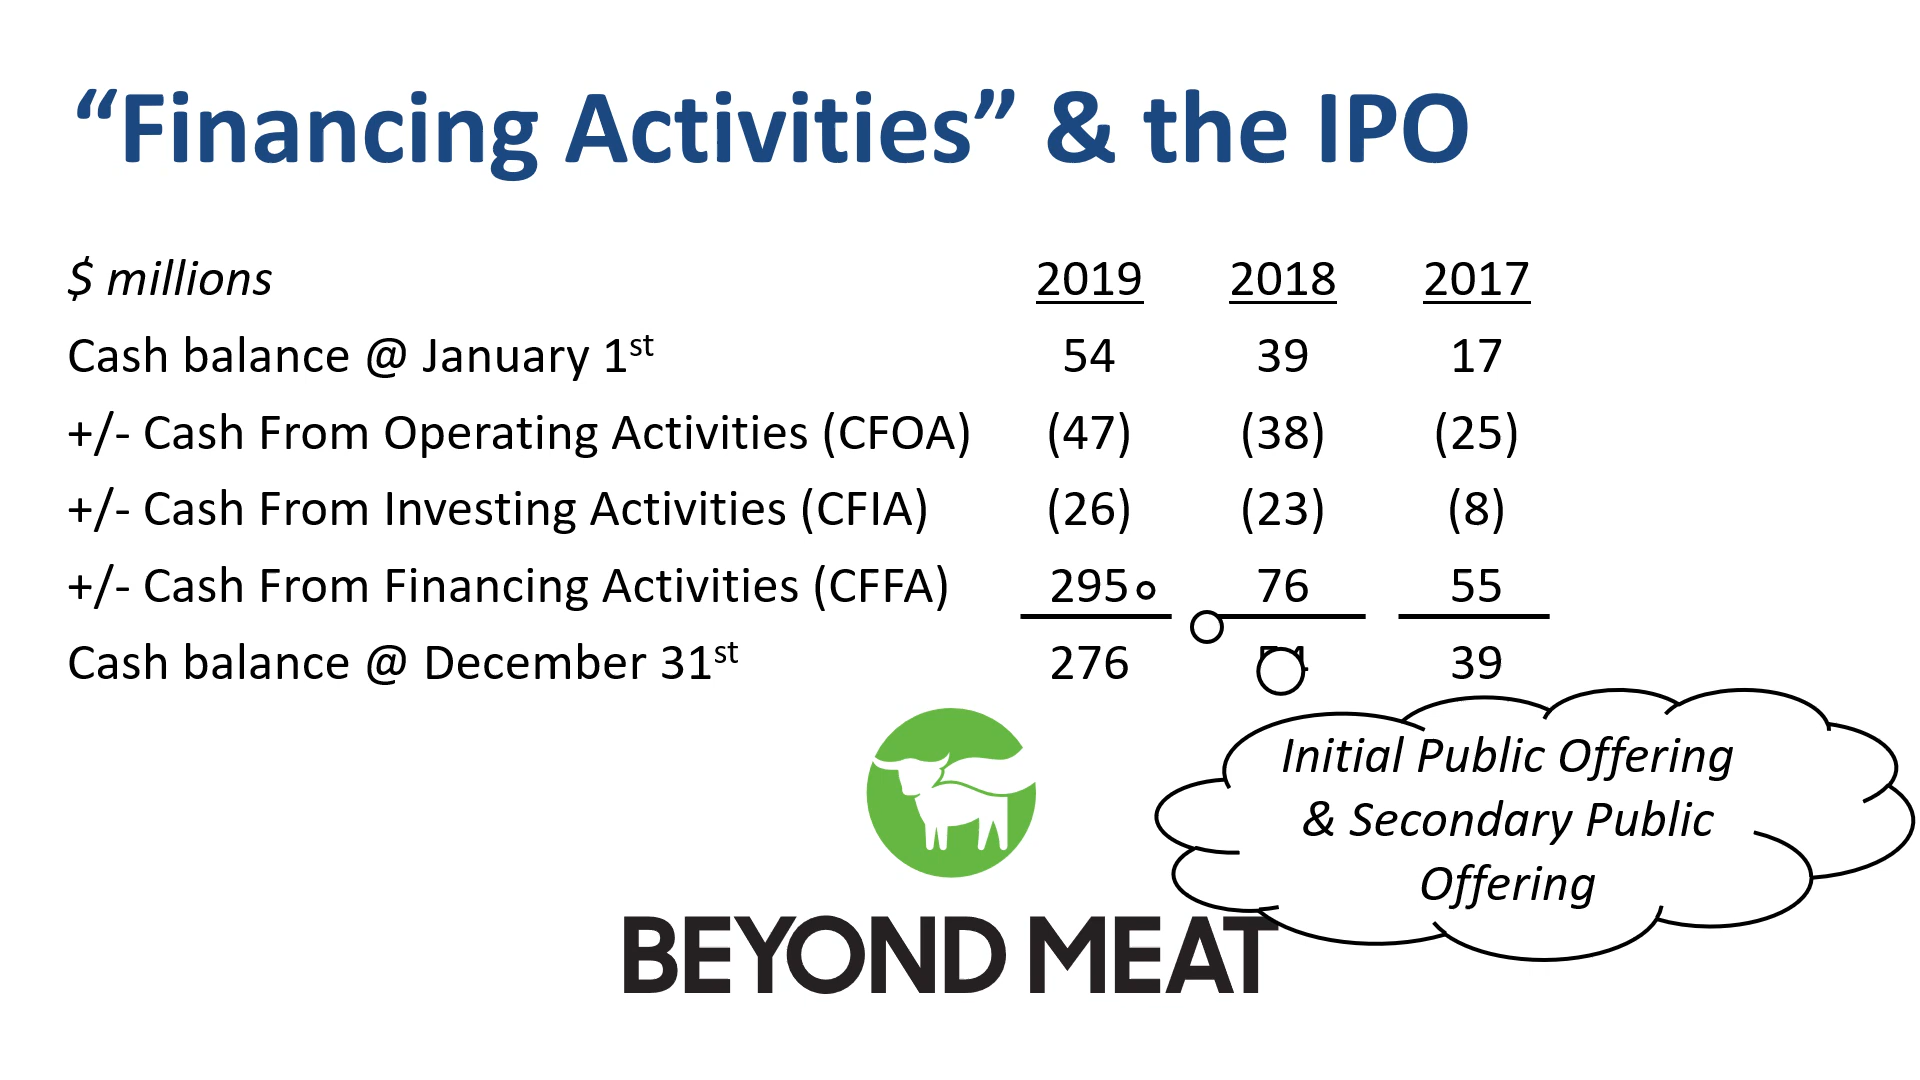 “Financing Activities” & the IPO
$ millions 2019 2018 2017
Cash balance @ January 1st 54 39 17
+/- Cash From Operating Activities (CFOA) (47) (38) (25)
+/- Cash From Investing Activities (CFIA) (26) (23) (8)
+/- Cash From Financing Activities (CFFA) 295 76 55
Cash balance @ December 31st 276 39
Initial Public Offering
& Secondary Public
Offering
BEYOND MEAT